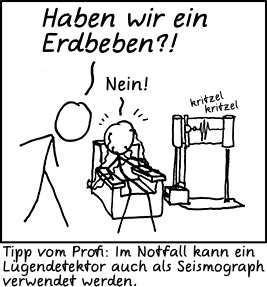 Haben wir ein
Erdbeben?!
Nein!
kritzel
kritzel
Tipp vom Profi: Im Notfall kann ein
Lügendetektor auch als Seismograph
verwendet werden.